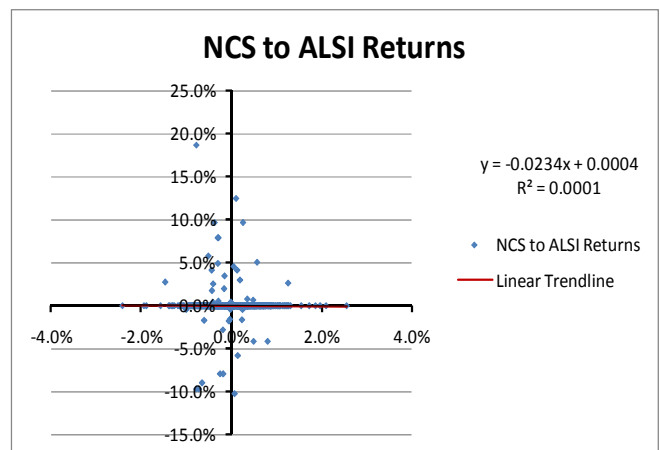 NCS to ALSI Returns
25.0%
20.0%
15.0%
10.0%
5.0%
0.0%
-4.0% -2.0% 0.0% 2.0% 4.0%
-5.0%
-10.0%
-15.0%
y = -0.0234x + 0.0004
R² = 0.0001
NCS to ALSI Returns
Linear Trendline